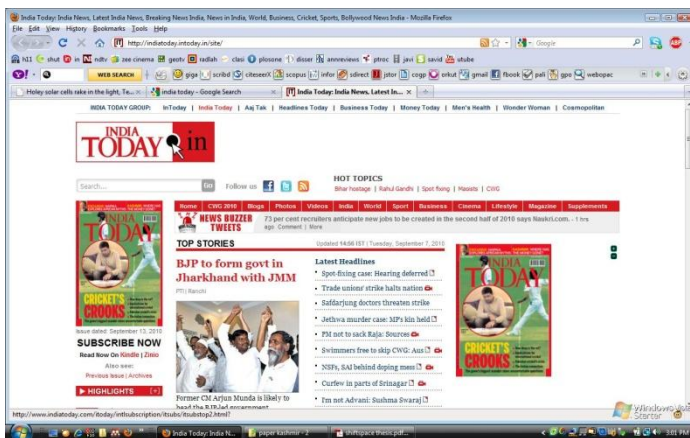 India Today: India News, Latest India News, Breaking News India, News in India, World, Business, Cricket, Sports, Bollywood News India - Mozilla Firefox
File Edit View History Bookmarks Tools Help
http://indiatoday.intoday.in/site/
WEB SEARCH
Holey solar cells rake in the light, Te...
india today - Google Search
India Today: India News, Latest In...
INDIA TODAY GROUP: InToday | India Today | Aaj Tak | Headlines Today | Business Today | Money Today | Men's Health | Wonder Woman | Cosmopolitan
INDIA
TODAY in
HOT TOPICS
Search... Go Follow us
Bihar hostage | Rahul Gandhi | Spot fixing | Maoists | CWG
Home CWG 2010 Blogs Photos Videos India World Sport Business Cinema Lifestyle Magazine Supplements
NEWS BUZZER TWEETS
73 per cent recruiters anticipate new jobs to be created in the second half of 2010 says Naukri.com. - 1 hrs
ago Comment | More
TOP STORIES
Updated 14:56 IST | Tuesday, September 7, 2010
BJP to form govt in
Jharkhand with JMM
PTI | Ranchi
Former CM Arjun Munda is likely to
head the BJP-led government
Latest Headlines
Spot-fixing case: Hearing deferred
Trade unions' strike halts nation
Safdarjung doctors threaten strike
Jethwa murder case: MP's kin held
PM not to sack Raja: Sources
Swimmers free to skip CWG: Aus
NSFs, SAI behind doping mess
Curfew in parts of Srinagar
I'm not Advani: Sushma Swaraj
INDIA
TODAY
CRICKET'S
CROOKS
Issue dated September 13, 2010
SUBSCRIBE NOW
Read Now On Kindle | Zinio
Also see:
Previous Issue | Archives
HIGHLIGHTS [+]
INDIA
TODAY
CRICKET'S
CROOKS
http://www.indiatoday.com/itoday/intlsubscription/itsubs/itsubstop2.html?
Windows Vista
Starter
India Today: India N...
paper kashmir - 2
shiftspace thesis.pdf...
3:01 PM